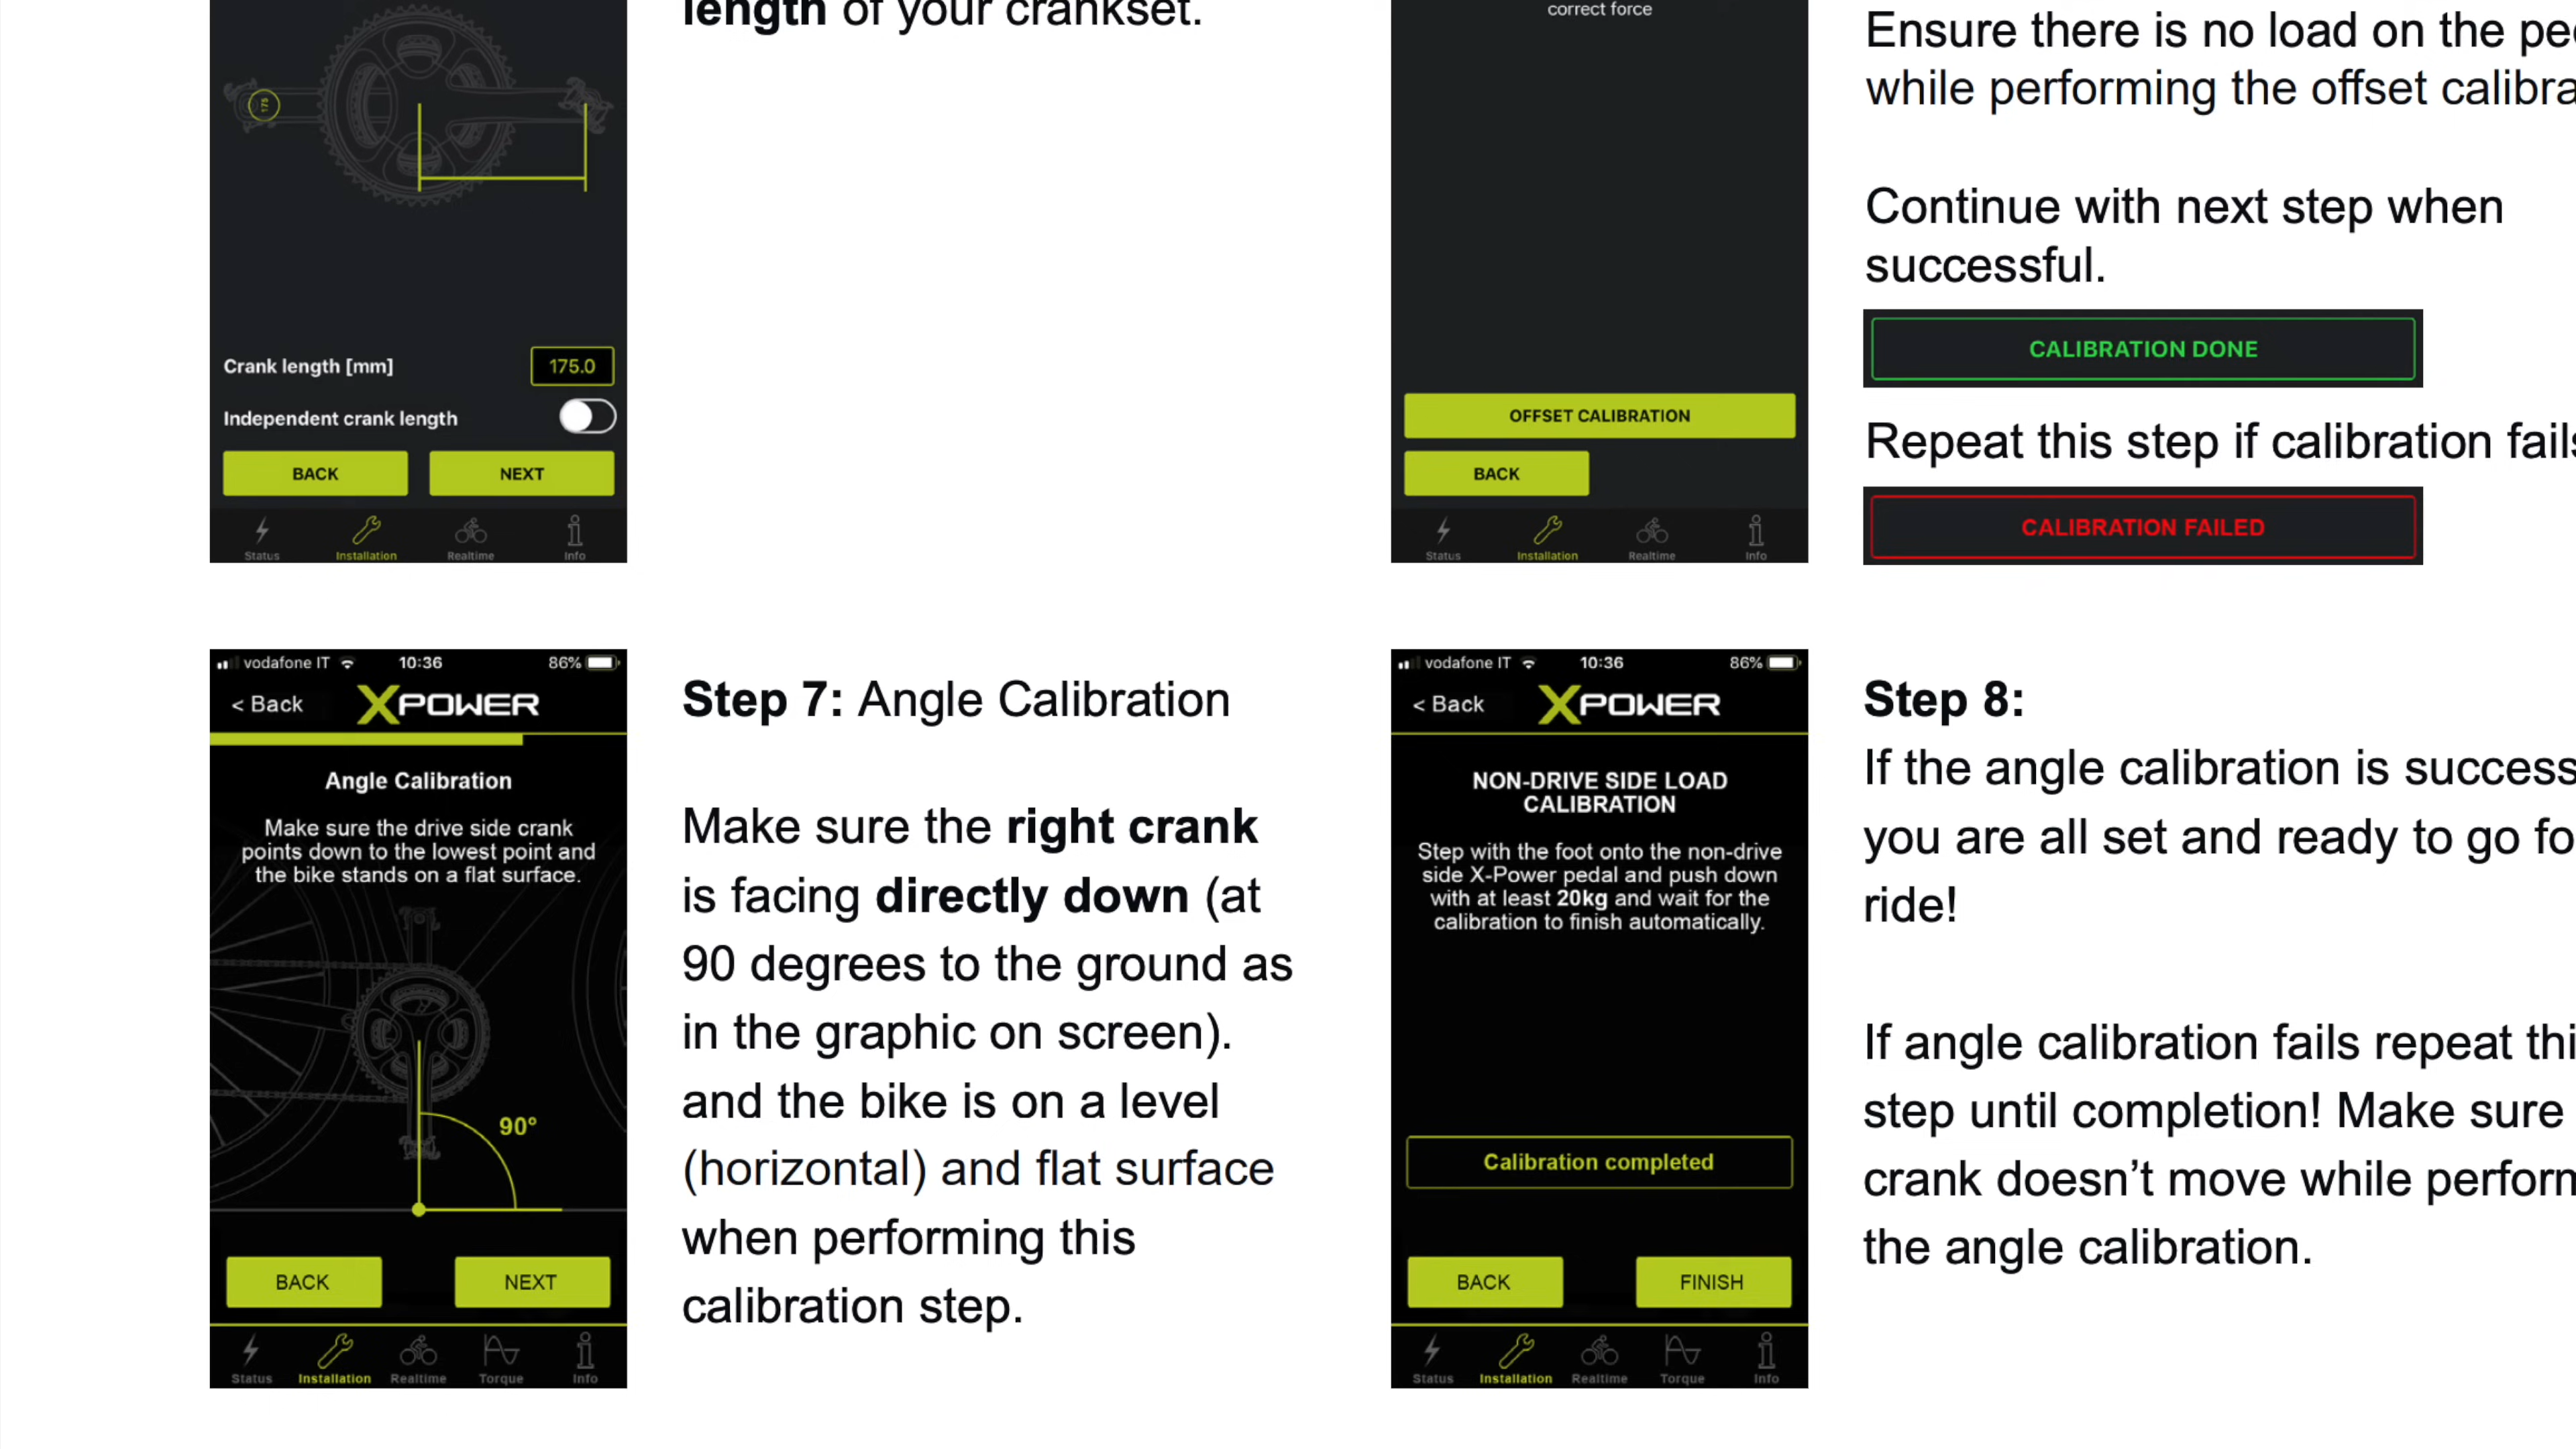 length of your crankset.
175
Crank length [mm] 175.0
Independent crank length
BACK NEXT
Status Installation Realtime Info
correct force
OFFSET CALIBRATION
BACK
Status Installation Realtime Info
Ensure there is no load on the
while performing the offset
Continue with next step when
successful.
CALIBRATION DONE
Repeat this step if calibration
CALIBRATION FAILED
vodafone IT 10:36 86%
< Back XPOWER
Angle Calibration
Make sure the drive side crank
points down to the lowest point and
the bike stands on a flat surface.
90°
BACK NEXT
Status Installation Realtime Torque Info
Step 7: Angle Calibration
Make sure the right crank
is facing directly down (at
90 degrees to the ground as
in the graphic on screen).
and the bike is on a level
(horizontal) and flat surface
when performing this
calibration step.
vodafone IT 10:36 86%
< Back XPOWER
NON-DRIVE SIDE LOAD
CALIBRATION
Step with the foot onto the non-drive
side X-Power pedal and push down
with at least 20kg and wait for the
calibration to finish automatically.
Calibration completed
BACK FINISH
Status Installation Realtime Torque Info
Step 8:
If the angle calibration is
you are all set and ready to go
ride!
If angle calibration fails repeat
step until completion! Make sure
crank doesn’t move while
the angle calibration.